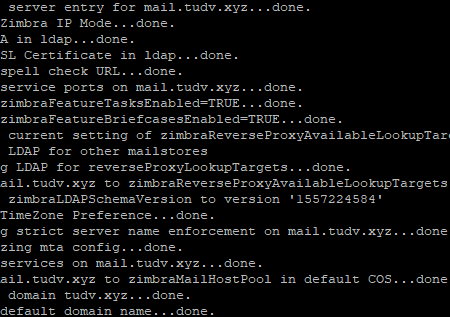 server entry for mail.tudv.xyz...done.
Zimbra IP Mode...done.
A in ldap...done.
SL Certificate in ldap...done.
spell check URL...done.
service ports on mail.tudv.xyz...done.
zimbraFeatureTasksEnabled=TRUE...done.
zimbraFeatureBriefcasesEnabled=TRUE...done.
current setting of zimbraReverseProxyAvailableLookupTar
LDAP for other mailstores
g LDAP for reverseProxyLookupTargets...done.
ail.tudv.xyz to zimbraReverseProxyAvailableLookupTargets
zimbraLDAPSchemaVersion to version '1557224584'
TimeZone Preference...done.
g strict server name enforcement on mail.tudv.xyz...done
zing mta config...done.
services on mail.tudv.xyz...done.
ail.tudv.xyz to zimbraMailHostPool in default COS...done
domain tudv.xyz...done.
default domain name...done.